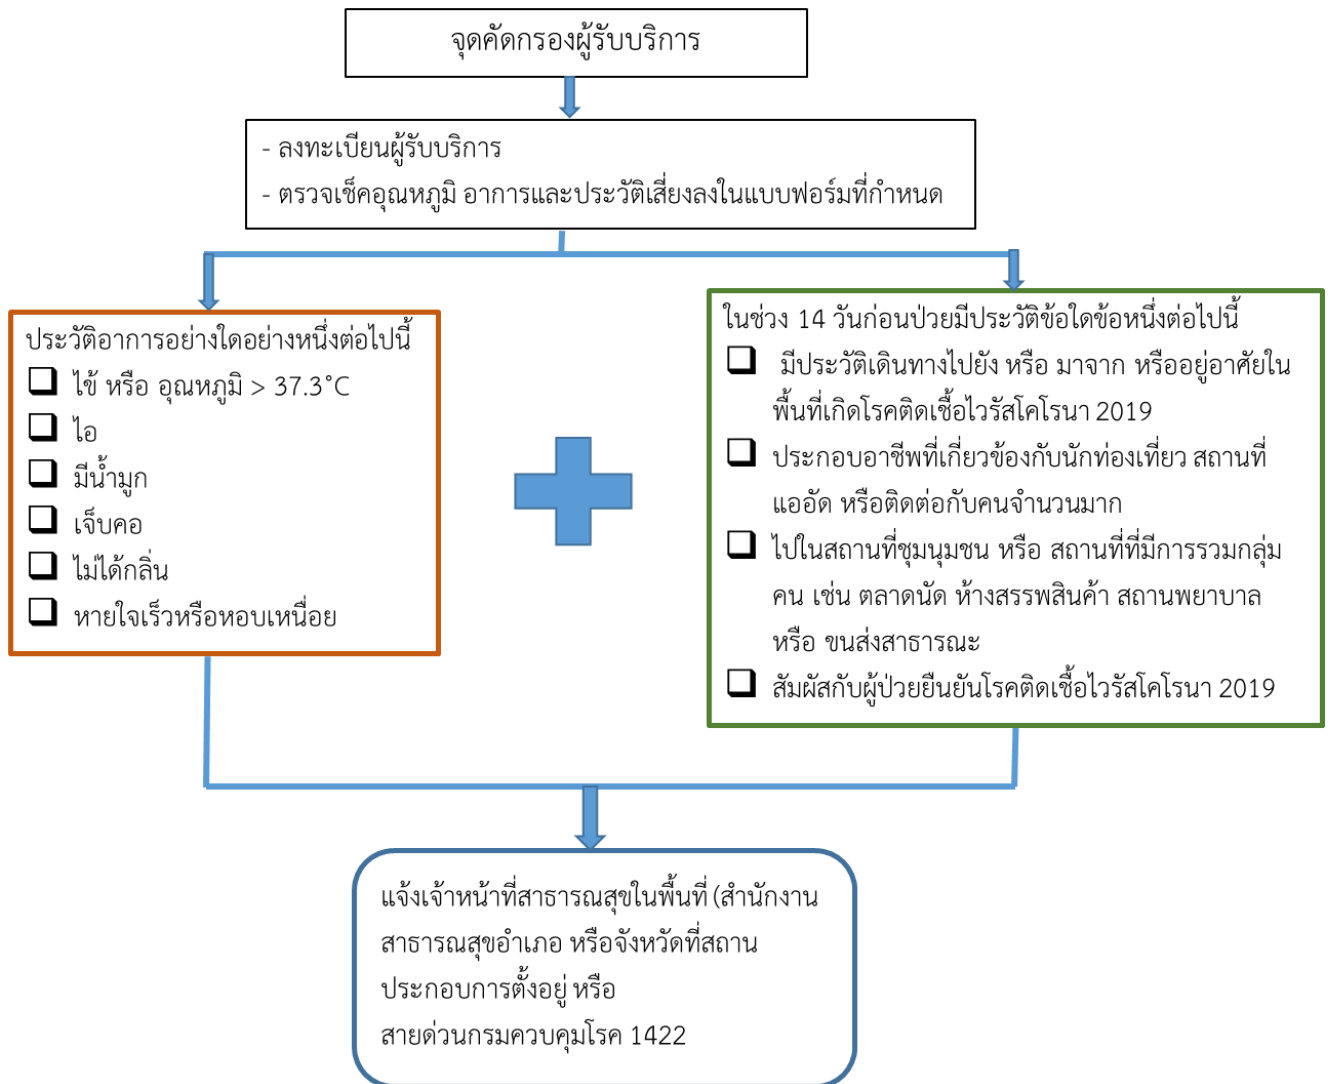 จุดคัดกรองผู้รับบริการ
- ลงทะเบียนผู้รับบริการ
- ตรวจเช็คอุณหภูมิ อาการและประวัติเสี่ยงลงในแบบฟอร์มที่กำหนด
ประวัติอาการอย่างใดอย่างหนึ่งต่อไปนี้
❑ ไข้ หรือ อุณหภูมิ > 37.3°C
❑ ไอ
❑ มีน้ำมูก
❑ เจ็บคอ
❑ ไม่ได้กลิ่น
❑ หายใจเร็วหรือหอบเหนื่อย
ในช่วง 14 วันก่อนป่วยมีประวัติข้อใดข้อหนึ่งต่อไปนี้
❑ มีประวัติเดินทางไปยัง หรือ มาจาก หรืออยู่อาศัยใน
พื้นที่เกิดโรคติดเชื้อไวรัสโคโรนา 2019
❑ ประกอบอาชีพที่เกี่ยวข้องกับนักท่องเที่ยว สถานที่
แออัด หรือติดต่อกับคนจำนวนมาก
❑ ไปในสถานที่ชุมนุมชน หรือ สถานที่ที่มีการรวมกลุ่ม
คน เช่น ตลาดนัด ห้างสรรพสินค้า สถานพยาบาล
หรือ ขนส่งสาธารณะ
❑ สัมผัสกับผู้ป่วยยืนยันโรคติดเชื้อไวรัสโคโรนา 2019
แจ้งเจ้าหน้าที่สาธารณสุขในพื้นที่ (สำนักงาน
สาธารณสุขอำเภอ หรือจังหวัดที่สถาน
ประกอบการตั้งอยู่ หรือ
สายด่วนกรมควบคุมโรค 1422